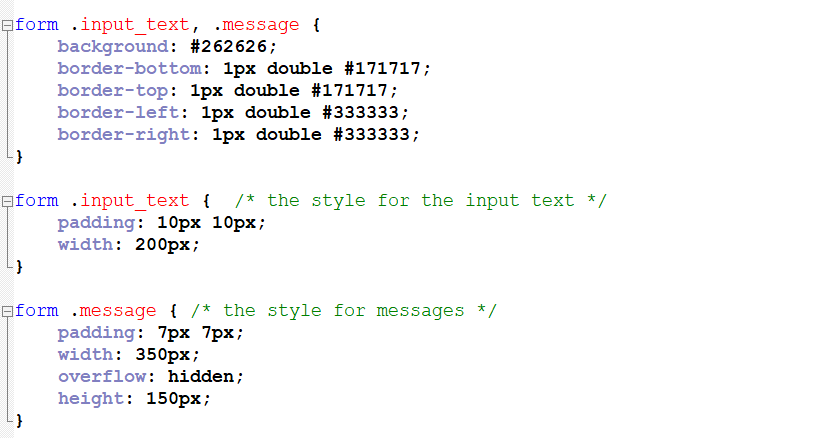 form .input_text, .message {
background: #262626;
border-bottom: 1px double #171717;
border-top: 1px double #171717;
border-left: 1px double #333333;
border-right: 1px double #333333;
}
form .input_text {  /* the style for the input text */
padding: 10px 10px;
width: 200px;
}
form .message { /* the style for messages */
padding: 7px 7px;
width: 350px;
overflow: hidden;
height: 150px;
}